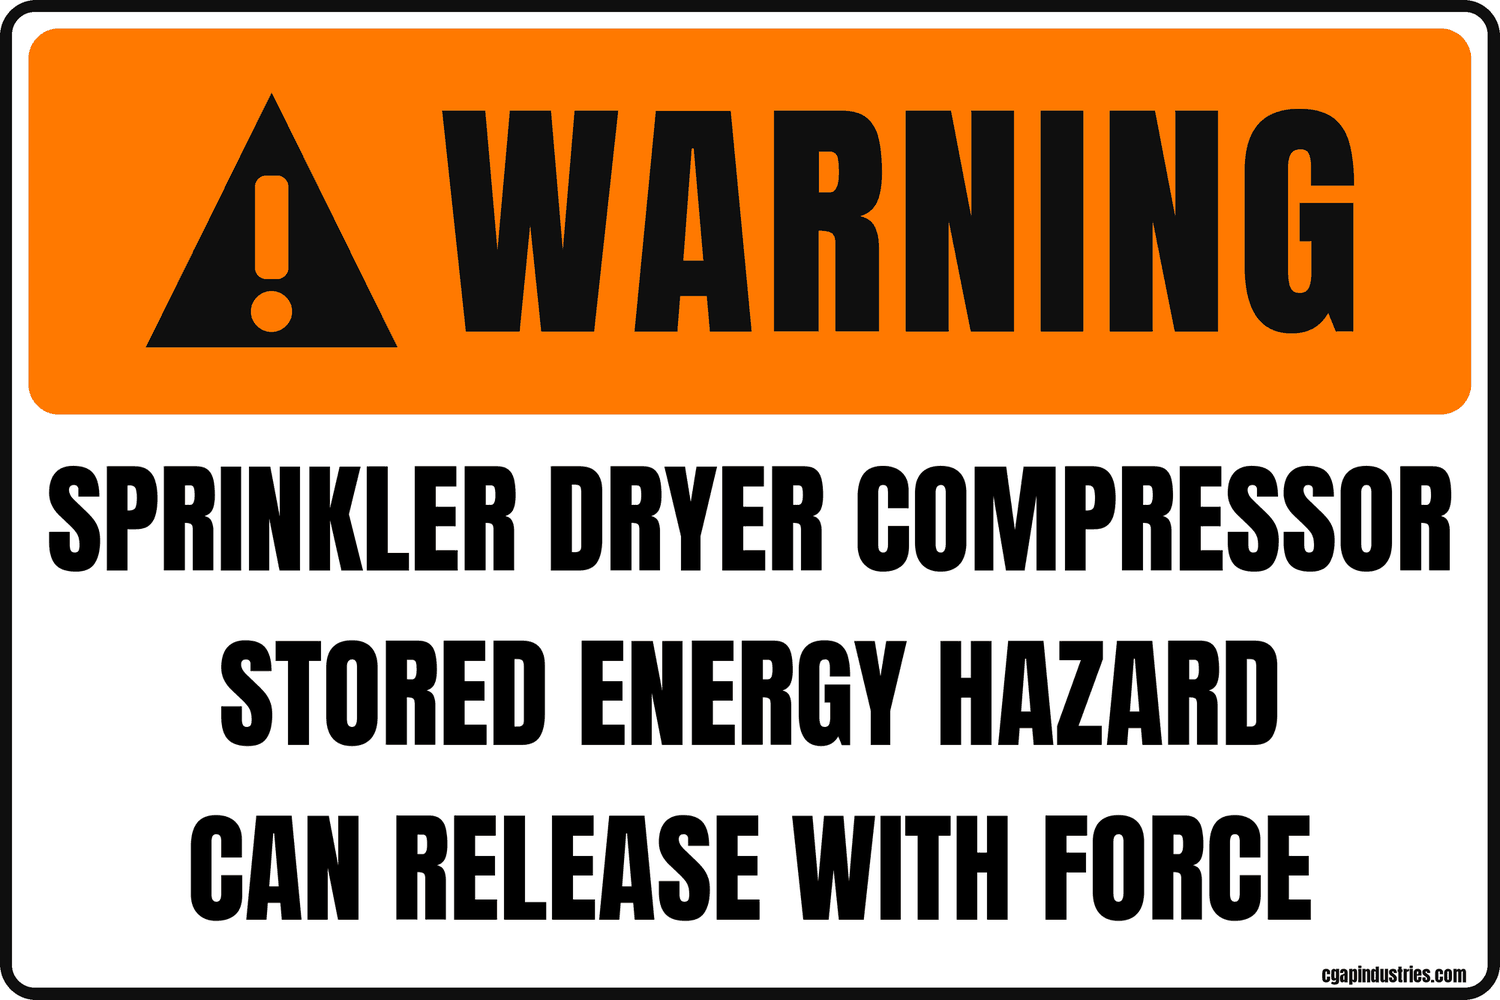 WARNING
SPRINKLER DRYER COMPRESSOR
STORED ENERGY HAZARD
CAN RELEASE WITH FORCE
cgapindustries.com